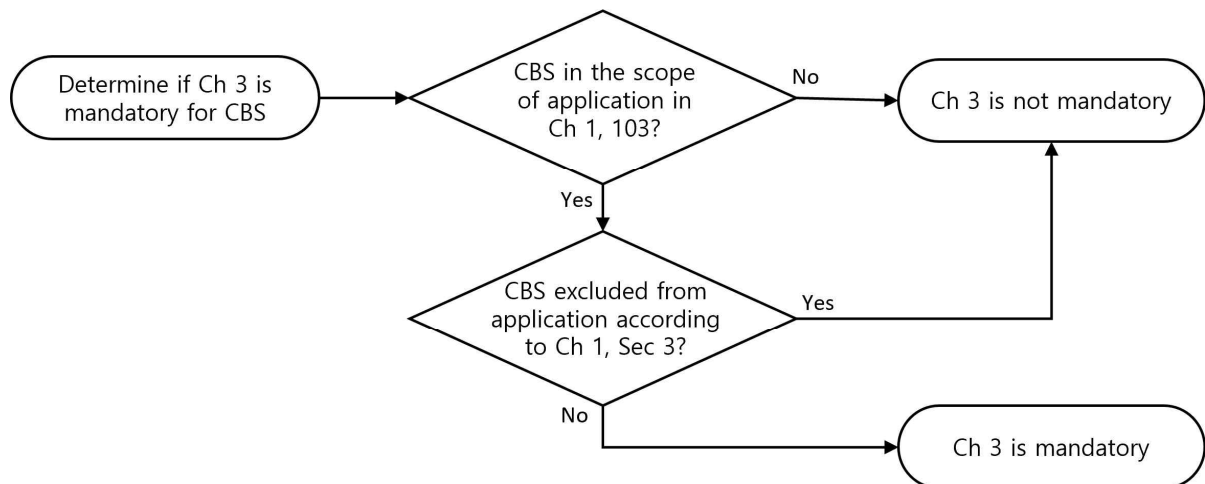 Determine if Ch 3 is
mandatory for CBS
CBS in the scope
of application in
Ch 1, 103?
No
Ch 3 is not mandatory
Yes
CBS excluded from
application according
to Ch 1, Sec 3?
Yes
No
Ch 3 is mandatory